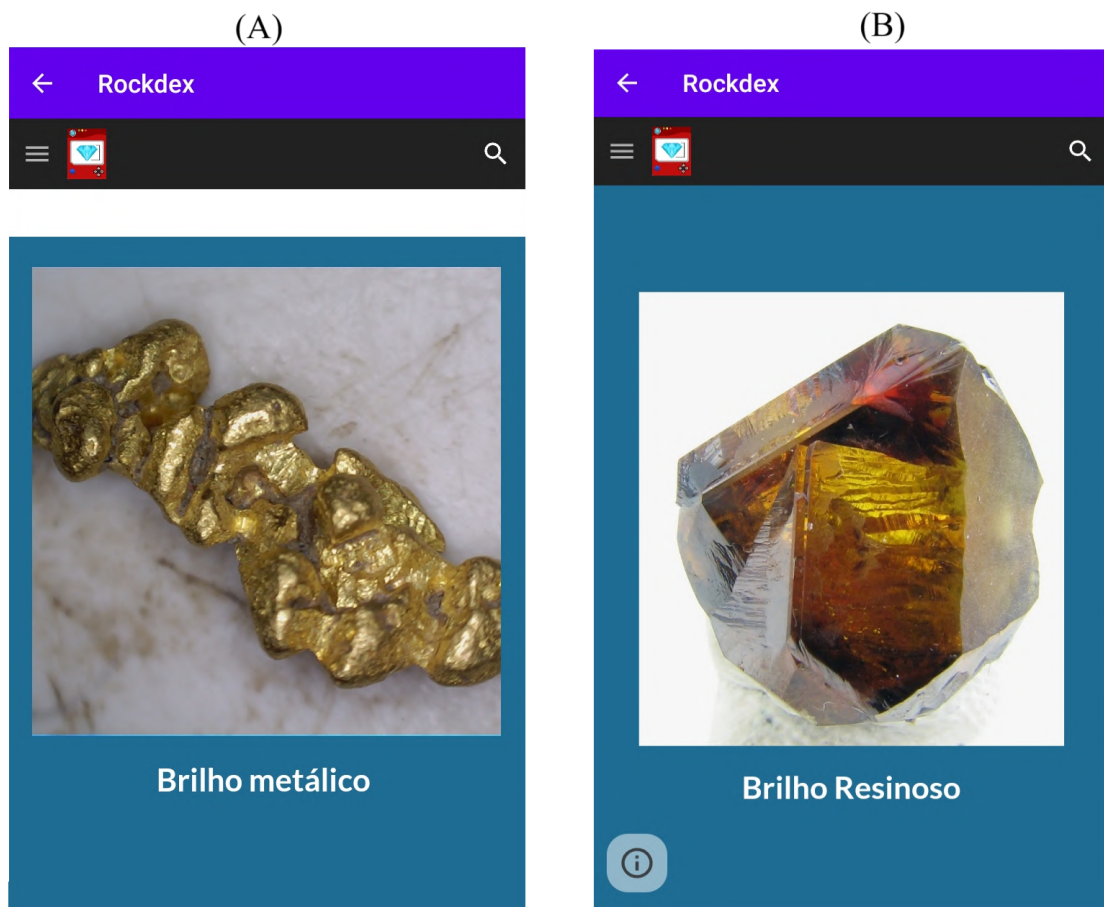 (A)
Rockdex
Brilho metálico
(B)
Rockdex
Brilho Resinoso